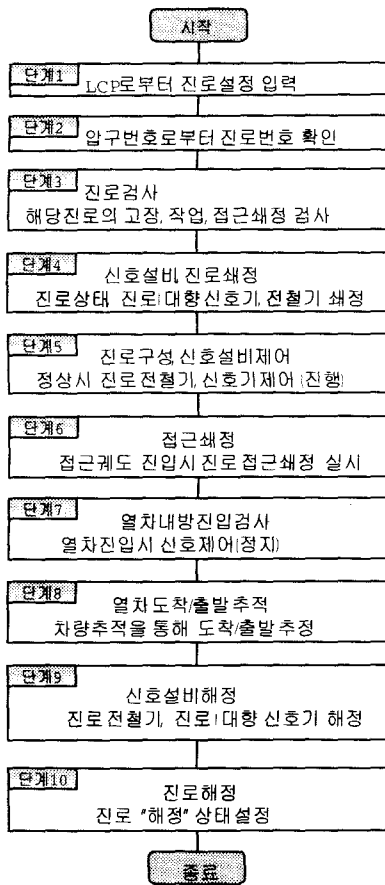 시작
단계1
LCP로부터 진로설정 입력
단계2
압구번호로부터 진로번호 확인
단계3
진로검사
해당진로의 고장, 작업, 접근쇄정 검사
단계4
신호설비, 진로쇄정
진로상태, 진로/대향신호기, 전철기 쇄정
단계5
진로구성, 신호설비제어
정상시 진로전철기, 신호기제어 (진행)
단계6
접근쇄정
접근궤도 진입시 진로접근쇄정 실시
단계7
열차내방진입검사
열차진입시 신호제어(정지)
단계8
열차도착/출발추적
차량추적을 통해 도착/출발추정
단계9
신호설비해정
진로전철기, 진로/대향 신호기 해정
단계10
진로해정
진로 "해정" 상태설정
종료